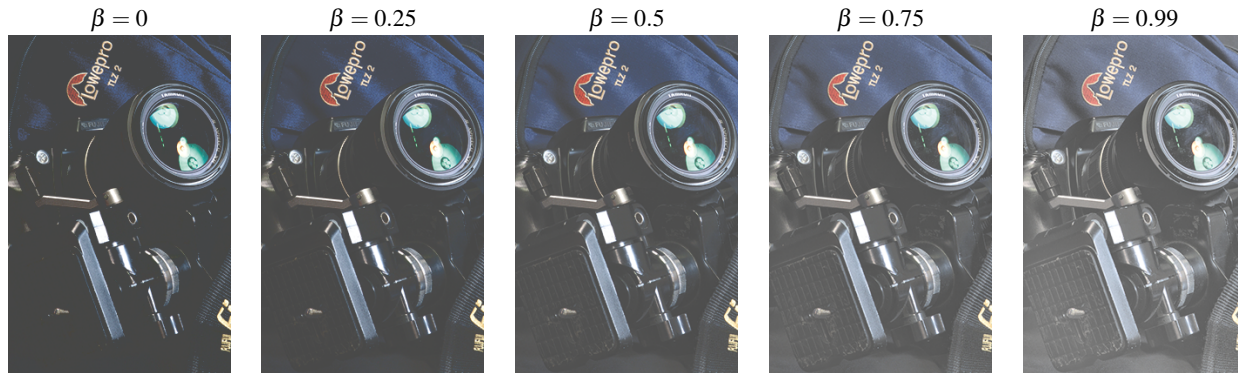 β = 0
β = 0.25
β = 0.5
β = 0.75
β = 0.99
Lowepro
TLZ 2
Lowepro
TLZ 2
Lowepro
TLZ 2
Lowepro
TLZ 2
Lowepro
TLZ 2